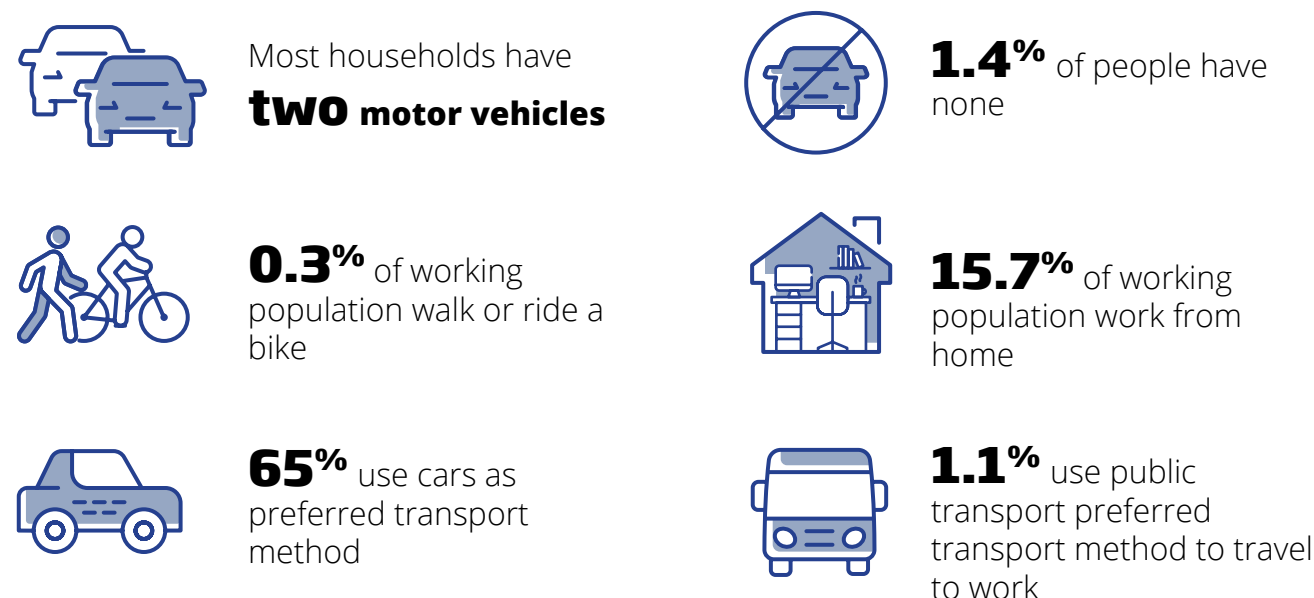 Most households have
two motor vehicles
1.4% of people have
none
0.3% of working
population walk or ride a
bike
15.7% of working
population work from
home
65% use cars as
preferred transport
method
1.1% use public
transport preferred
transport method to travel
to work